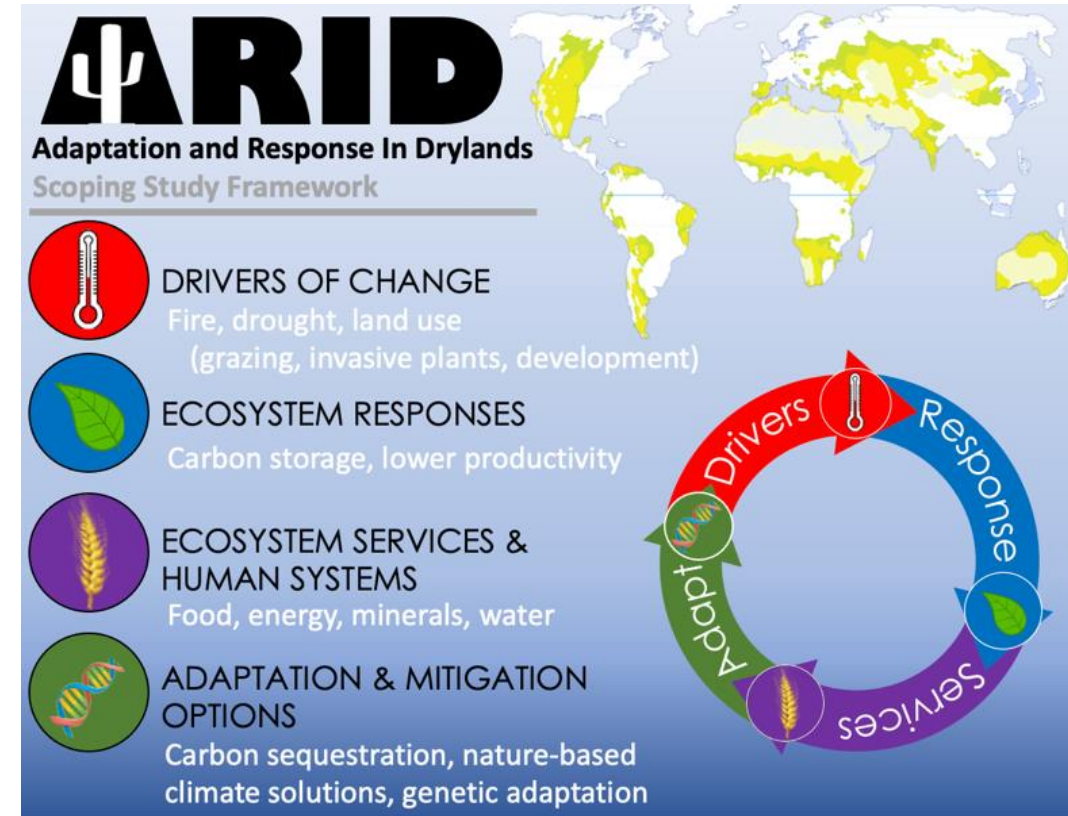 ARID
Adaptation and Response In Drylands
Scoping Study Framework
DRIVERS OF CHANGE
Fire, drought, land use
(grazing, invasive plants, development)
ECOSYSTEM RESPONSES
Carbon storage, lower productivity
ECOSYSTEM SERVICES &
HUMAN SYSTEMS
Food, energy, minerals, water
ADAPTATION & MITIGATION
OPTIONS
Carbon sequestration, nature-based
climate solutions, genetic adaptation
Drivers
Response
Services
Adapt